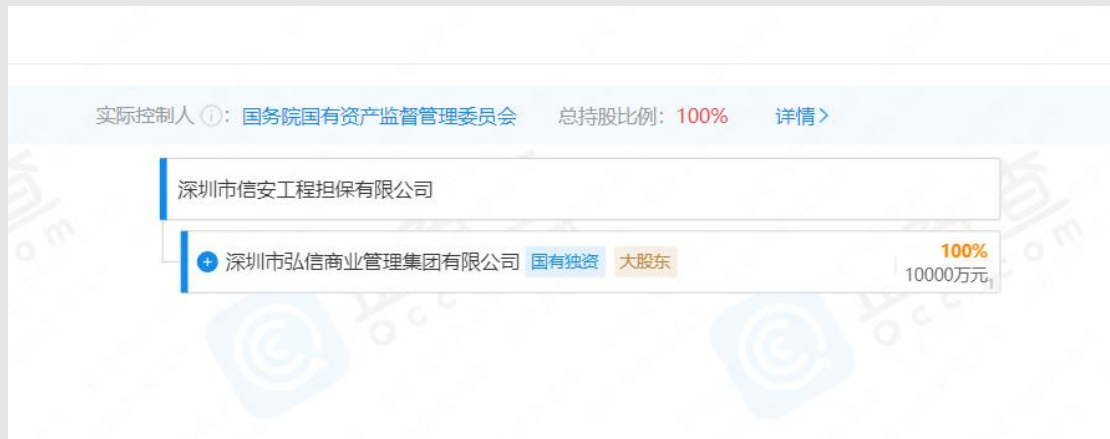 实际控制人 i : 国务院国有资产监督管理委员会 总持股比例: 100% 详情>
深圳市信安工程担保有限公司
深圳市弘信商业管理集团有限公司 国有独资 大股东 100%
10000万元